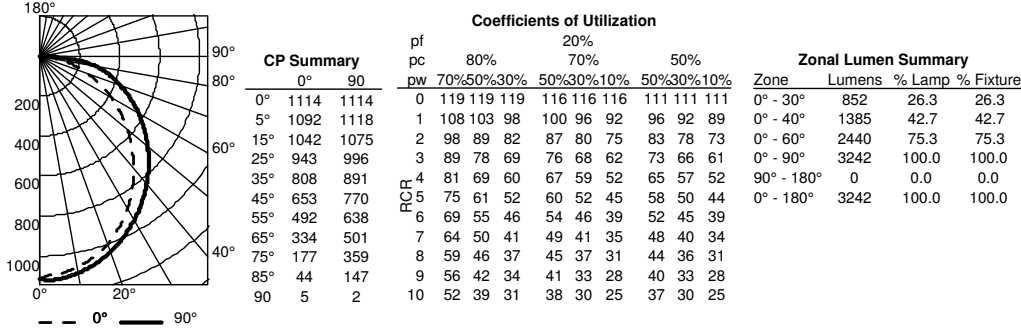 180°
90°
80°
60°
40°
200
400
600
800
1000
0° 20°
0° 90°
CP Summary
0° 90
0° 1114 1114
5° 1092 1118
15° 1042 1075
25° 943 996
35° 808 891
45° 653 770
55° 492 638
65° 334 501
75° 177 359
85° 44 147
90 5 2
Coefficients of Utilization
pf 20%
pc 80% 70% 50%
pw 70%50%30% 50%30%10% 50%30%10%
RCR
0 119 119 119 116 116 116 111 111 111
1 108 103 98 100 96 92 96 92 89
2 98 89 82 87 80 75 83 78 73
3 89 78 69 76 68 62 73 66 61
4 81 69 60 67 59 52 65 57 52
5 75 61 52 60 52 45 58 50 44
6 69 55 46 54 46 39 52 45 39
7 64 50 41 49 41 35 48 40 34
8 59 46 37 45 37 31 44 36 31
9 56 42 34 41 33 28 40 33 28
10 52 39 31 38 30 25 37 30 25
Zonal Lumen Summary
Zone Lumens % Lamp % Fixture
0° - 30° 852 26.3 26.3
0° - 40° 1385 42.7 42.7
0° - 60° 2440 75.3 75.3
0° - 90° 3242 100.0 100.0
90° - 180° 0 0.0 0.0
0° - 180° 3242 100.0 100.0